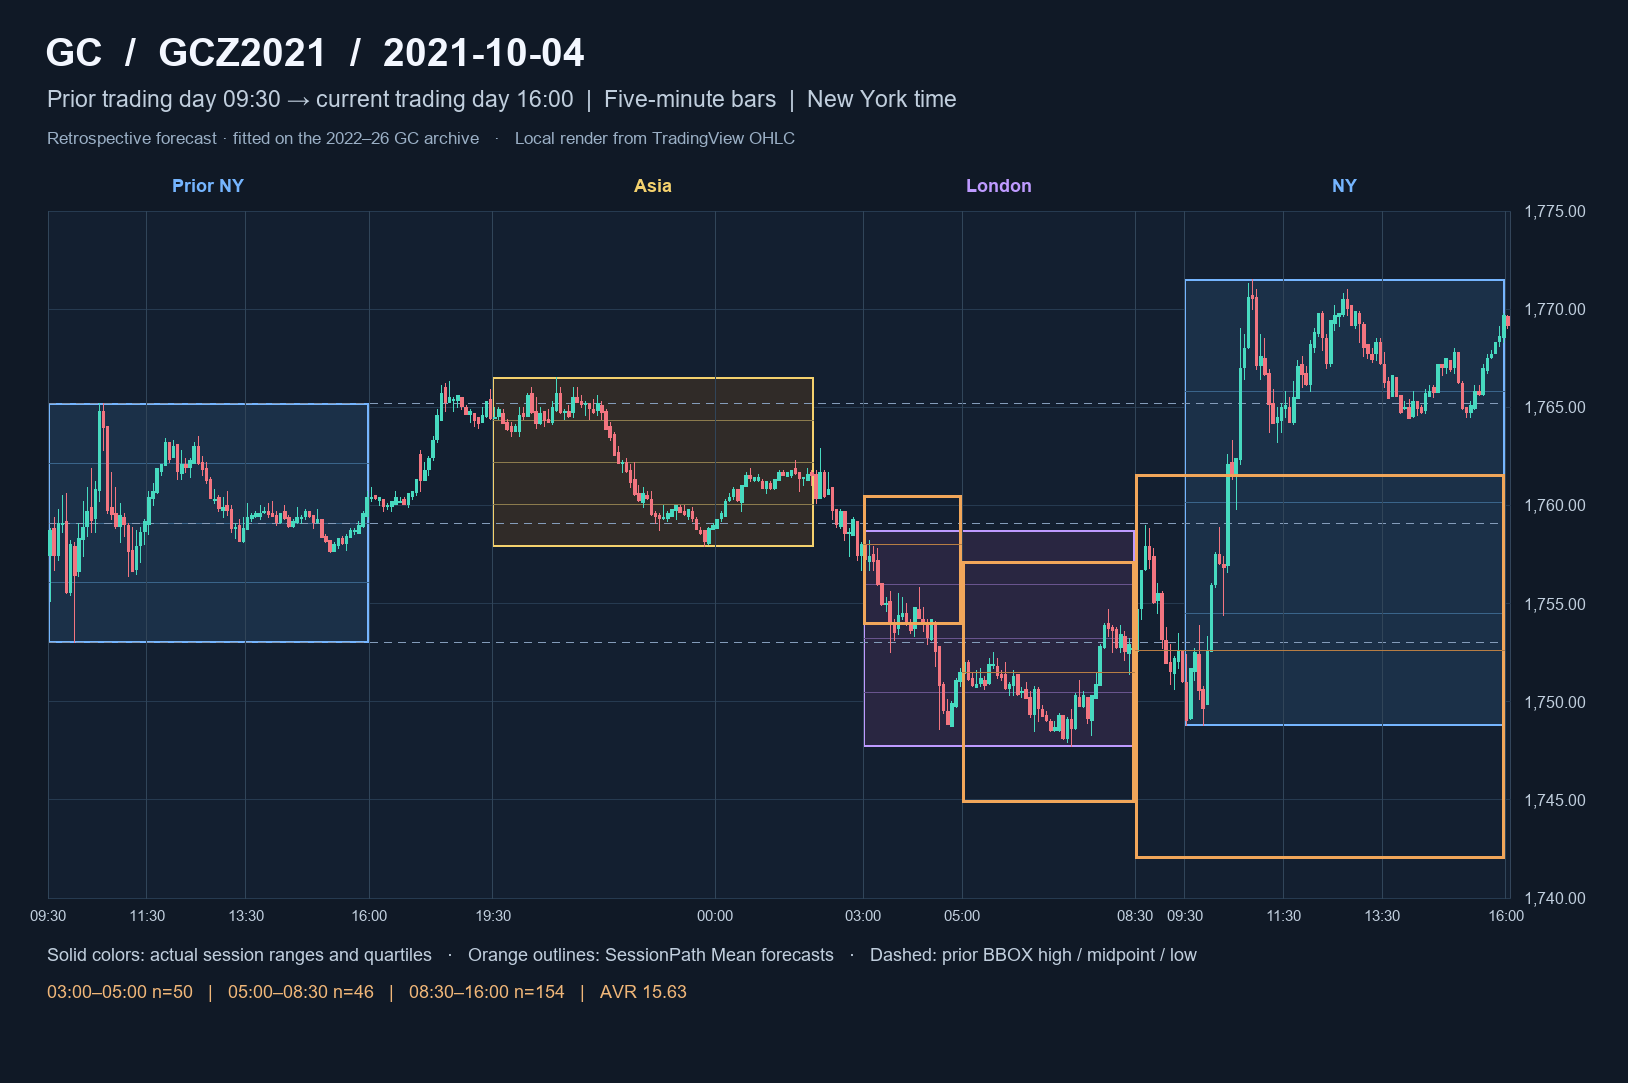 GC / GCZ2021 / 2021-10-04
Prior trading day 09:30 → current trading day 16:00 | Five-minute bars | New York time
Retrospective forecast · fitted on the 2022–26 GC archive · Local render from TradingView OHLC
Prior NY Asia London NY
1,775.00
1,770.00
1,765.00
1,760.00
1,755.00
1,750.00
1,745.00
1,740.00
09:30 11:30 13:30 16:00 19:30 00:00 03:00 05:00 08:30 09:30 11:30 13:30 16:00
Solid colors: actual session ranges and quartiles · Orange outlines: SessionPath Mean forecasts · Dashed: prior BBOX high / midpoint / low
03:00–05:00 n=50 | 05:00–08:30 n=46 | 08:30–16:00 n=154 | AVR 15.63